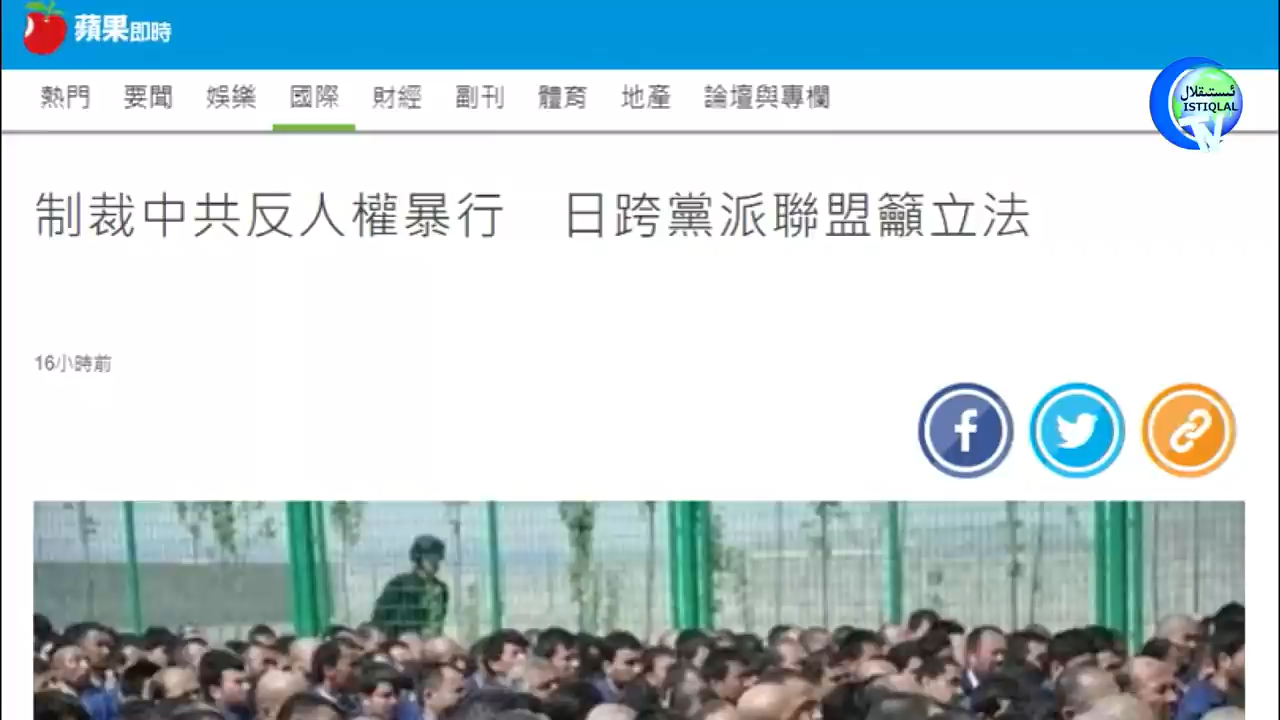 蘋果即時
熱門 要聞 娛樂 國際 財經 副刊 體育 地產 論壇與專欄
ئىستىقلال
ISTIQLAL
TV
制裁中共反人權暴行 日跨黨派聯盟籲立法
16小時前